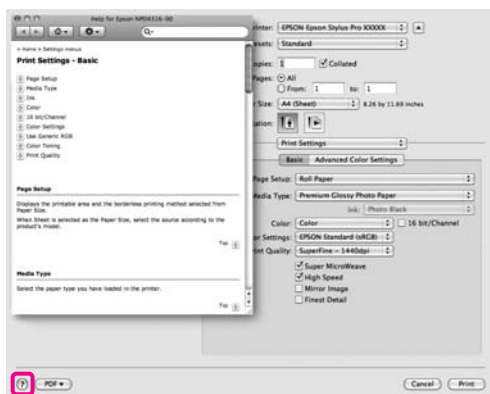 Help for Epson NPD4316-00
Q-
> Home > Settings menus
Print Settings - Basic
Page Setup
Media Type
Ink
Color
16 bit/Channel
Color Settings
Use Generic RGB
Color Toning
Print Quality
Page Setup
Displays the printable area and the borderless printing method selected from
Paper Size.
When Sheet is selected as the Paper Size, select the source according to the
product's model.
Top
Media Type
Select the paper type you have loaded in the printer.
Top
inter: EPSON Epson Stylus Pro XXXXX
esets: Standard
opies: 1 Collated
Pages: All
From: 1 to: 1
Size: A4 (Sheet) 8.26 by 11.69 inches
ation:
Print Settings
Basic Advanced Color Settings
Page Setup: Roll Paper
Media Type: Premium Glossy Photo Paper
Ink: Photo Black
Color: Color 16 bit/Channel
or Settings: EPSON Standard (sRGB)
int Quality: SuperFine - 1440dpi
Super MicroWeave
High Speed
Mirror Image
Finest Detail
? PDF Cancel Print